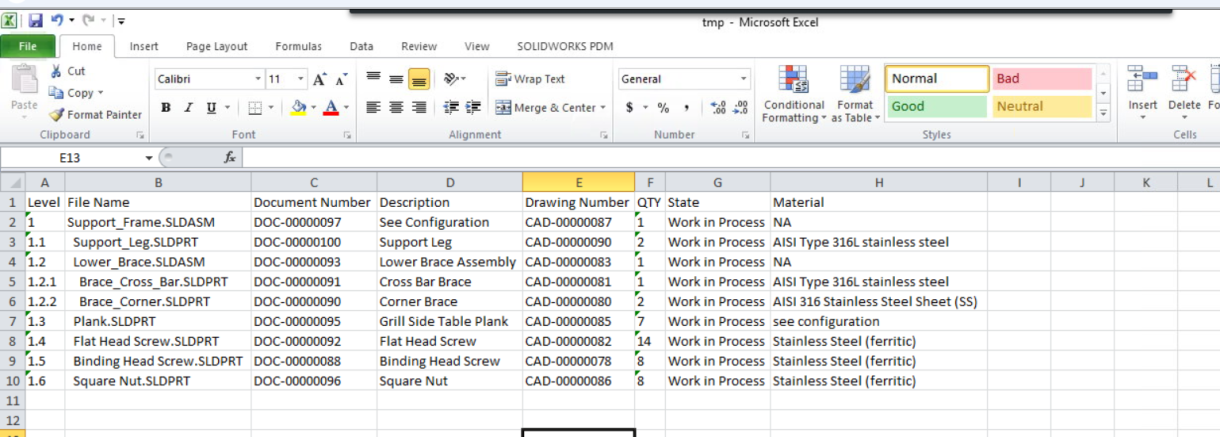 tmp - Microsoft Excel
File Home Insert Page Layout Formulas Data Review View SOLIDWORKS PDM
Cut
Copy
Format Painter
Paste
Clipboard
Calibri 11
B I U
Font
Wrap Text
Merge & Center
Alignment
General
$ % , .00 .00
Number
Conditional Formatting
Format as Table
Normal Bad
Good Neutral
Styles
Insert Delete
Cells
E13 fx
A B C D E F G H I J K L
1 Level File Name Document Number Description Drawing Number QTY State Material
2 1 Support_Frame.SLDASM DOC-00000097 See Configuration CAD-00000087 1 Work in Process NA
3 1.1 Support_Leg.SLDPRT DOC-00000100 Support Leg CAD-00000090 2 Work in Process AISI Type 316L stainless steel
4 1.2 Lower_Brace.SLDASM DOC-00000093 Lower Brace Assembly CAD-00000083 1 Work in Process NA
5 1.2.1 Brace_Cross_Bar.SLDPRT DOC-00000091 Cross Bar Brace CAD-00000081 1 Work in Process AISI Type 316L stainless steel
6 1.2.2 Brace_Corner.SLDPRT DOC-00000090 Corner Brace CAD-00000080 2 Work in Process AISI 316 Stainless Steel Sheet (SS)
7 1.3 Plank.SLDPRT DOC-00000095 Grill Side Table Plank CAD-00000085 7 Work in Process see configuration
8 1.4 Flat Head Screw.SLDPRT DOC-00000092 Flat Head Screw CAD-00000082 14 Work in Process Stainless Steel (ferritic)
9 1.5 Binding Head Screw.SLDPRT DOC-00000088 Binding Head Screw CAD-00000078 8 Work in Process Stainless Steel (ferritic)
10 1.6 Square Nut.SLDPRT DOC-00000096 Square Nut CAD-00000086 8 Work in Process Stainless Steel (ferritic)
11
12